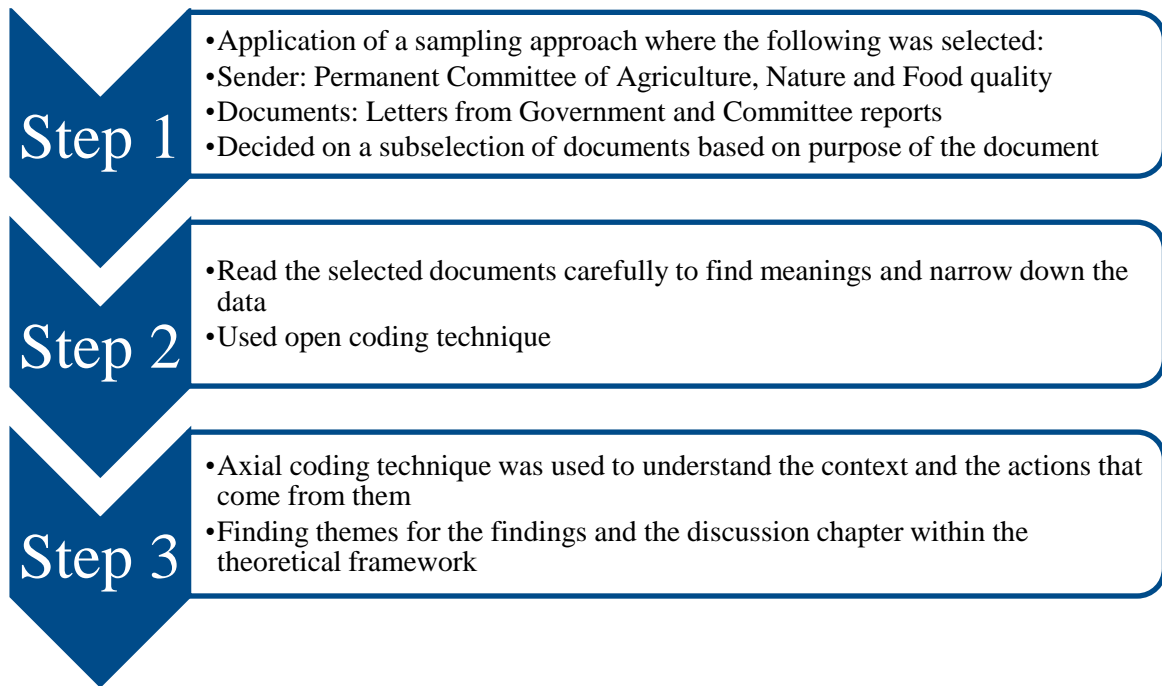 Step 1
•Application of a sampling approach where the following was selected:
•Sender: Permanent Committee of Agriculture, Nature and Food quality
•Documents: Letters from Government and Committee reports
•Decided on a subselection of documents based on purpose of the document
Step 2
•Read the selected documents carefully to find meanings and narrow down the
data
•Used open coding technique
Step 3
•Axial coding technique was used to understand the context and the actions that
come from them
•Finding themes for the findings and the discussion chapter within the
theoretical framework